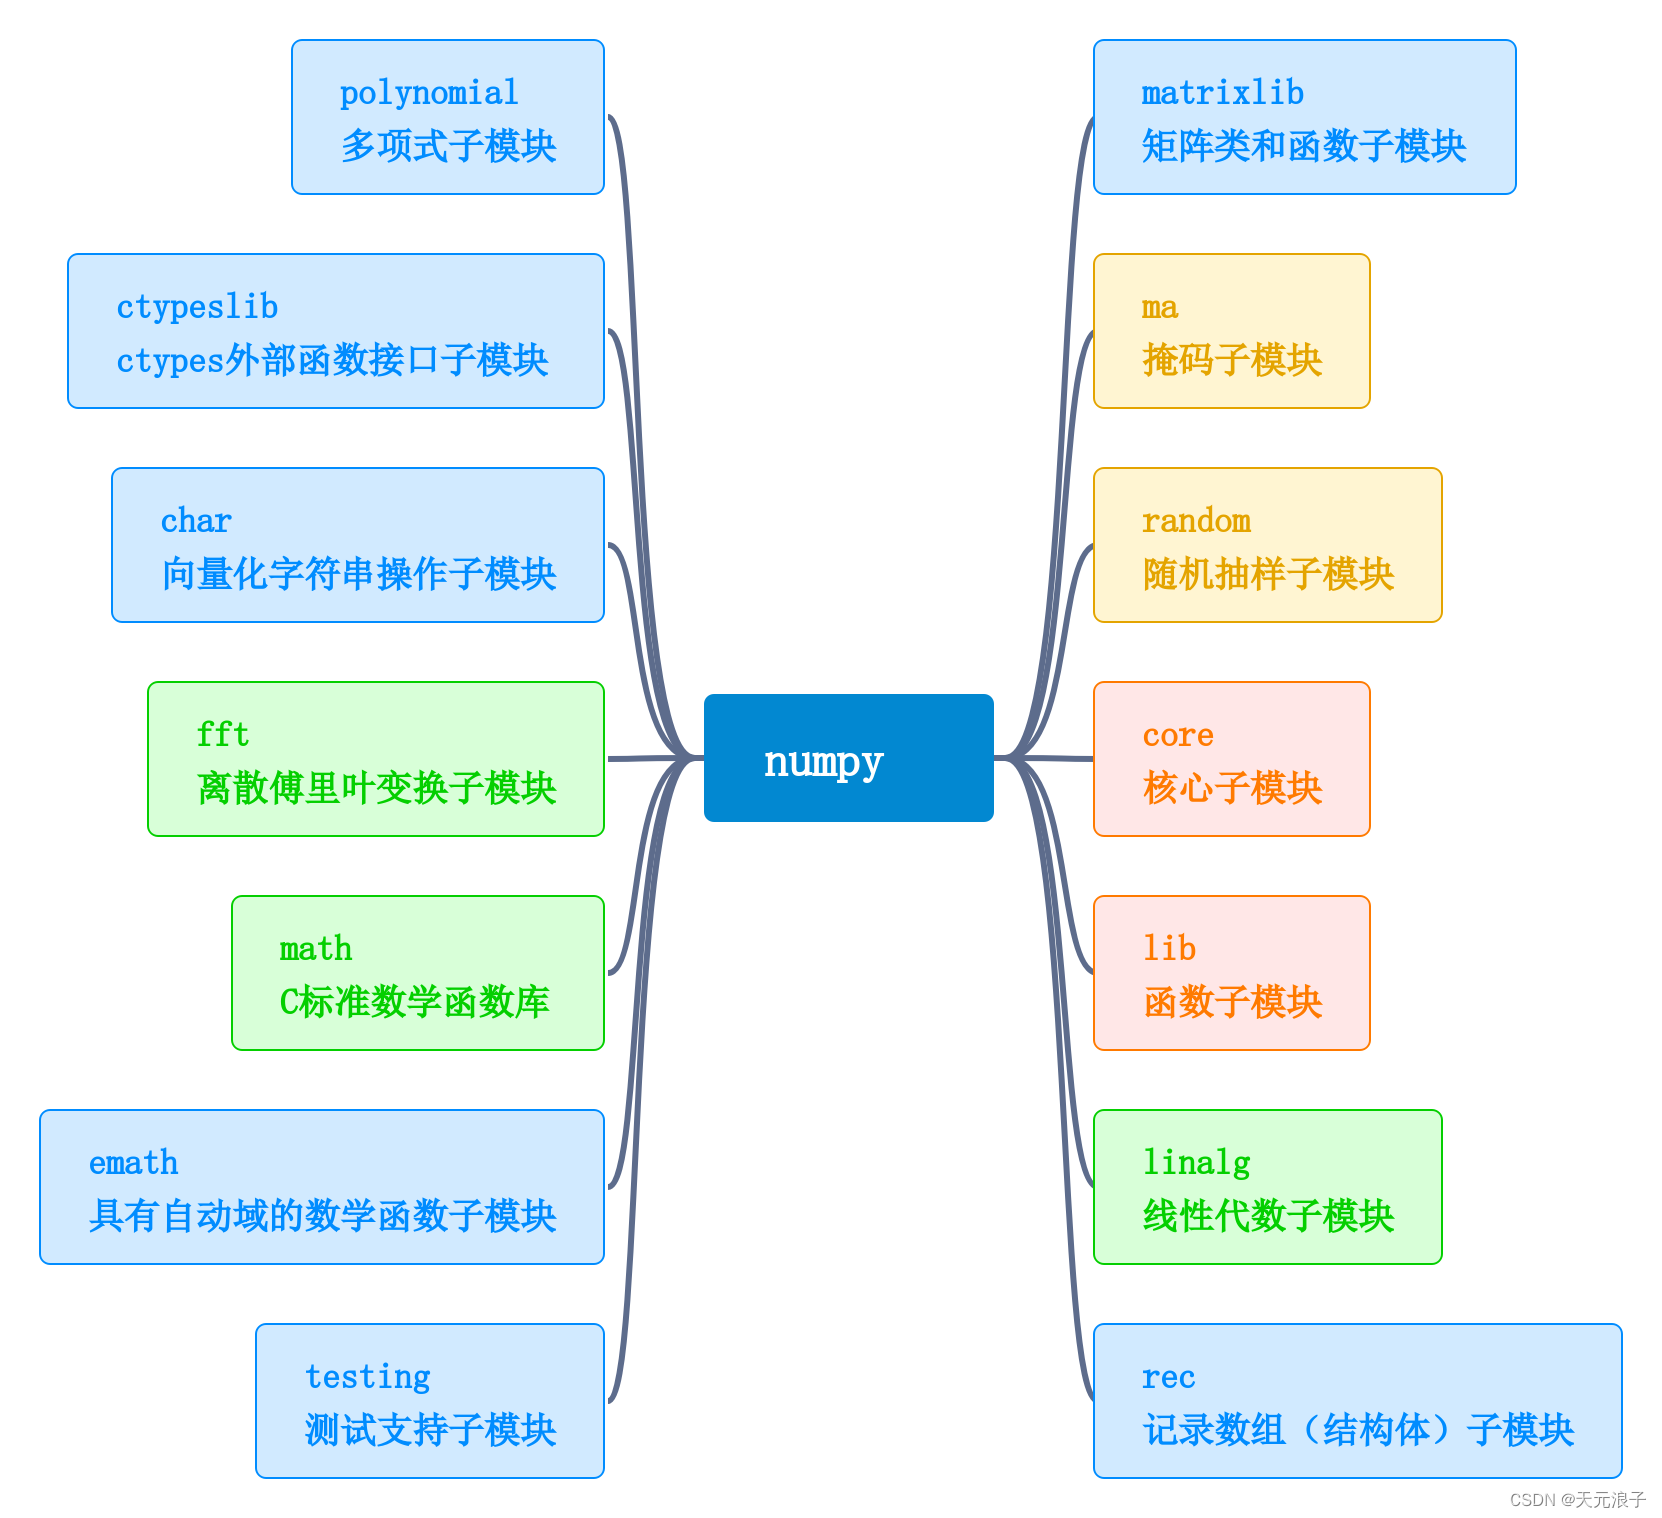 polynomial
多项式子模块
ctypeslib
ctypes外部函数接口子模块
char
向量化字符串操作子模块
fft
离散傅里叶变换子模块
math
C标准数学函数库
emath
具有自动域的数学函数子模块
testing
测试支持子模块
numpy
matrixlib
矩阵类和函数子模块
ma
掩码子模块
random
随机抽样子模块
core
核心子模块
lib
函数子模块
linalg
线性代数子模块
rec
记录数组（结构体）子模块
CSDN @天元浪子